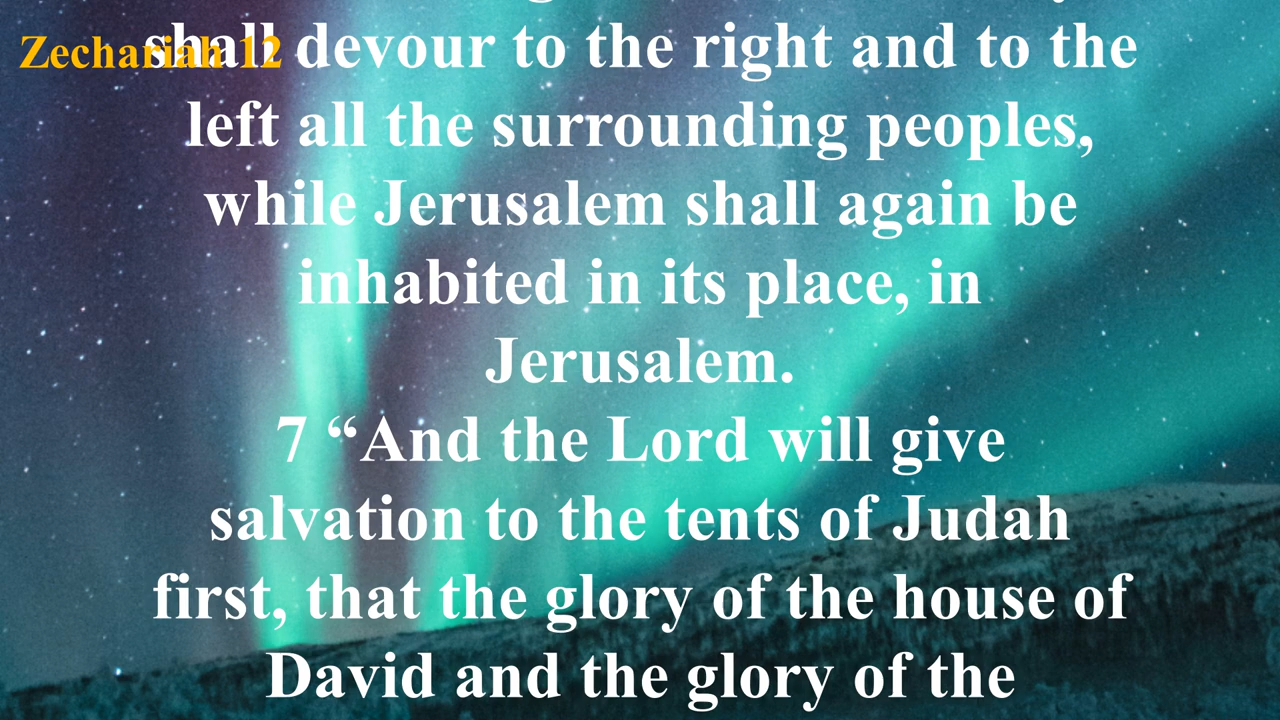 Zechariah 12
shall devour to the right and to the
left all the surrounding peoples,
while Jerusalem shall again be
inhabited in its place, in
Jerusalem.
7 “And the Lord will give
salvation to the tents of Judah
first, that the glory of the house of
David and the glory of the